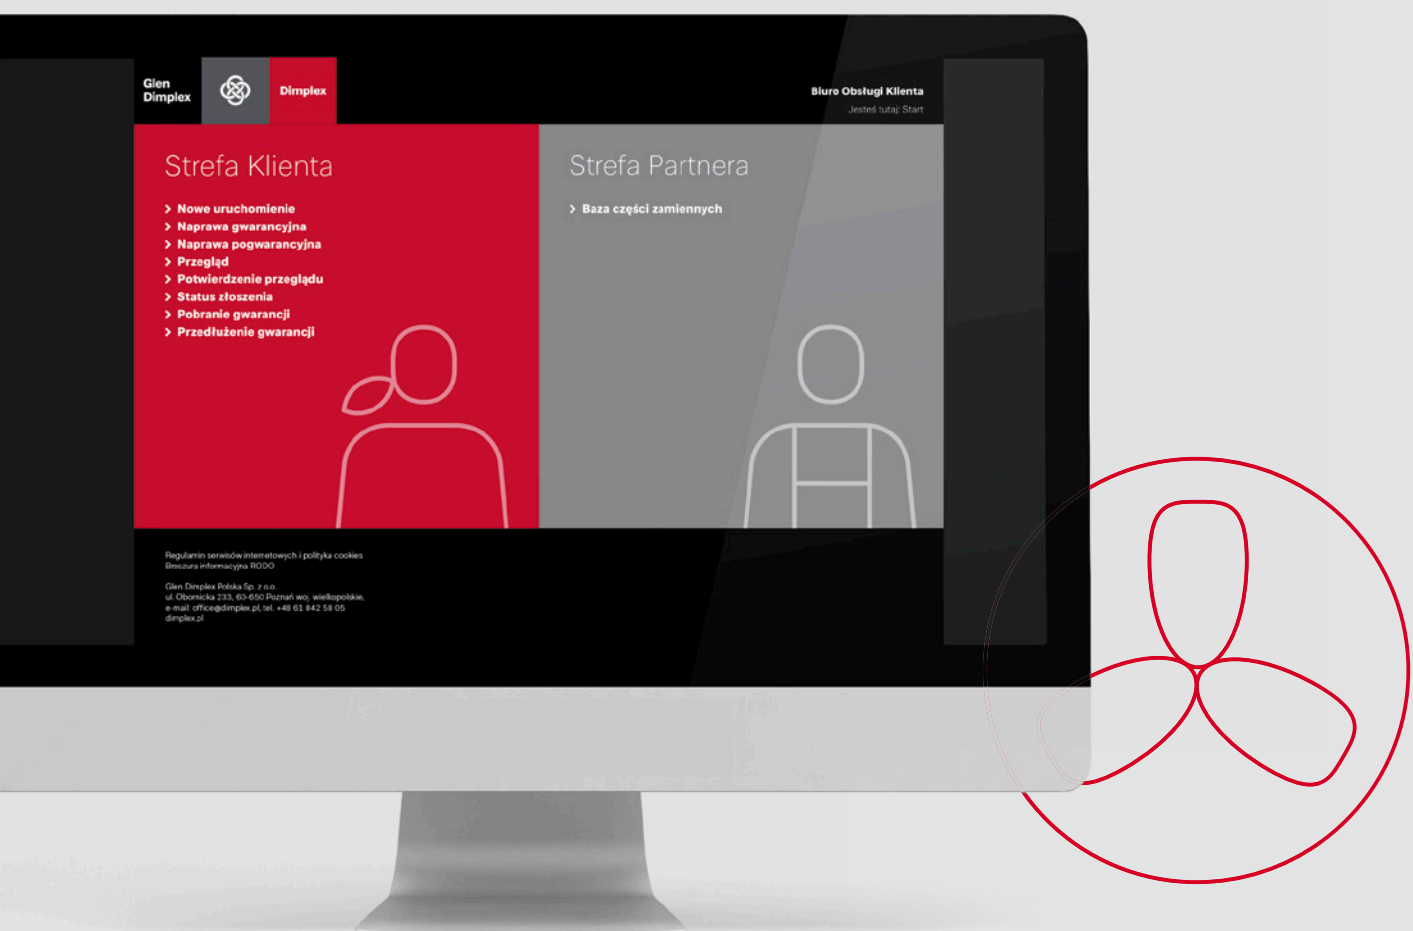 Glen
Dimplex
Dimplex
Biuro Obsługi Klienta
Jesteś tutaj: Start
Strefa Klienta
> Nowe uruchomienie
> Naprawa gwarancyjna
> Naprawa pogwarancyjna
> Przegląd
> Potwierdzenie przeglądu
> Status złoszenia
> Pobranie gwarancji
> Przedłużenie gwarancji
Strefa Partnera
> Baza części zamiennych
Regulamin serwisów internetowych i polityka cookies
Broszura informacyjna RODO
Glen Dimplex Polska Sp. z o.o.
ul. Obornicka 233, 60-650 Poznań woj. wielkopolskie,
e-mail: office@dimplex.pl, tel. +48 61 842 58 05
dimplex.pl